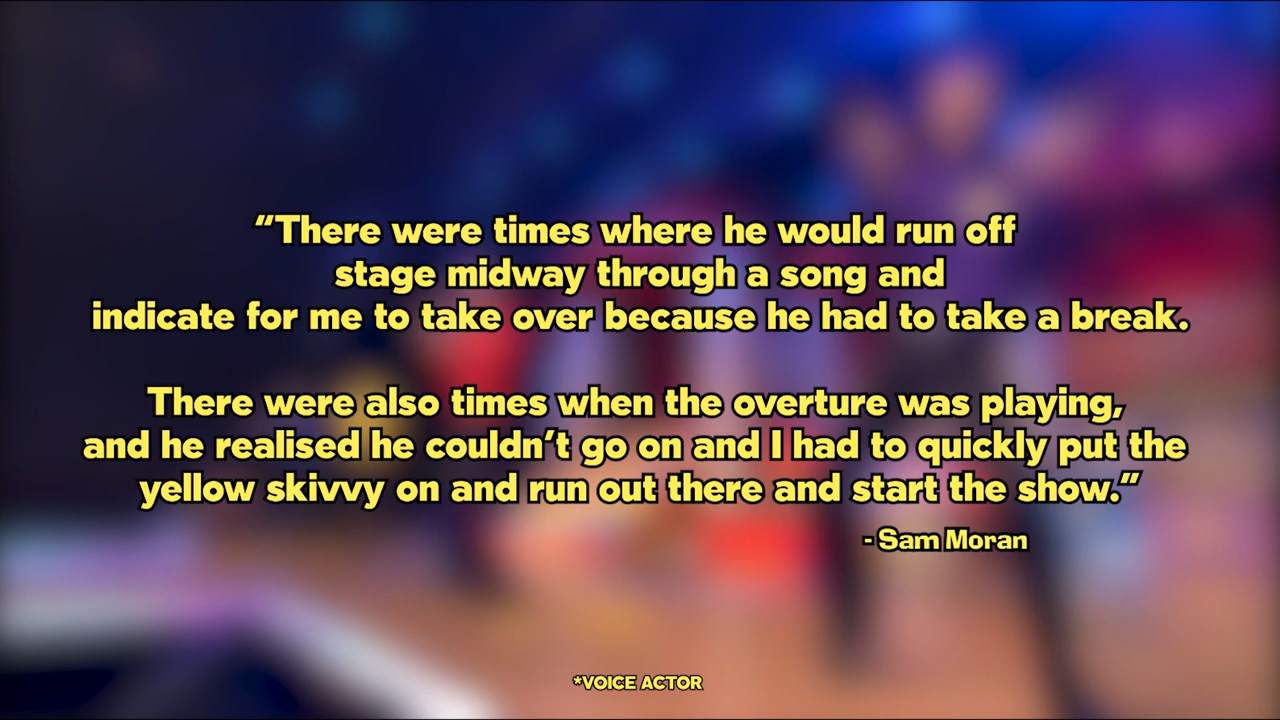 “There were times where he would run off
stage midway through a song and
indicate for me to take over because he had to take a break.
There were also times when the overture was playing,
and he realised he couldn’t go on and I had to quickly put the
yellow skivvy on and run out there and start the show.”
- Sam Moran
*VOICE ACTOR